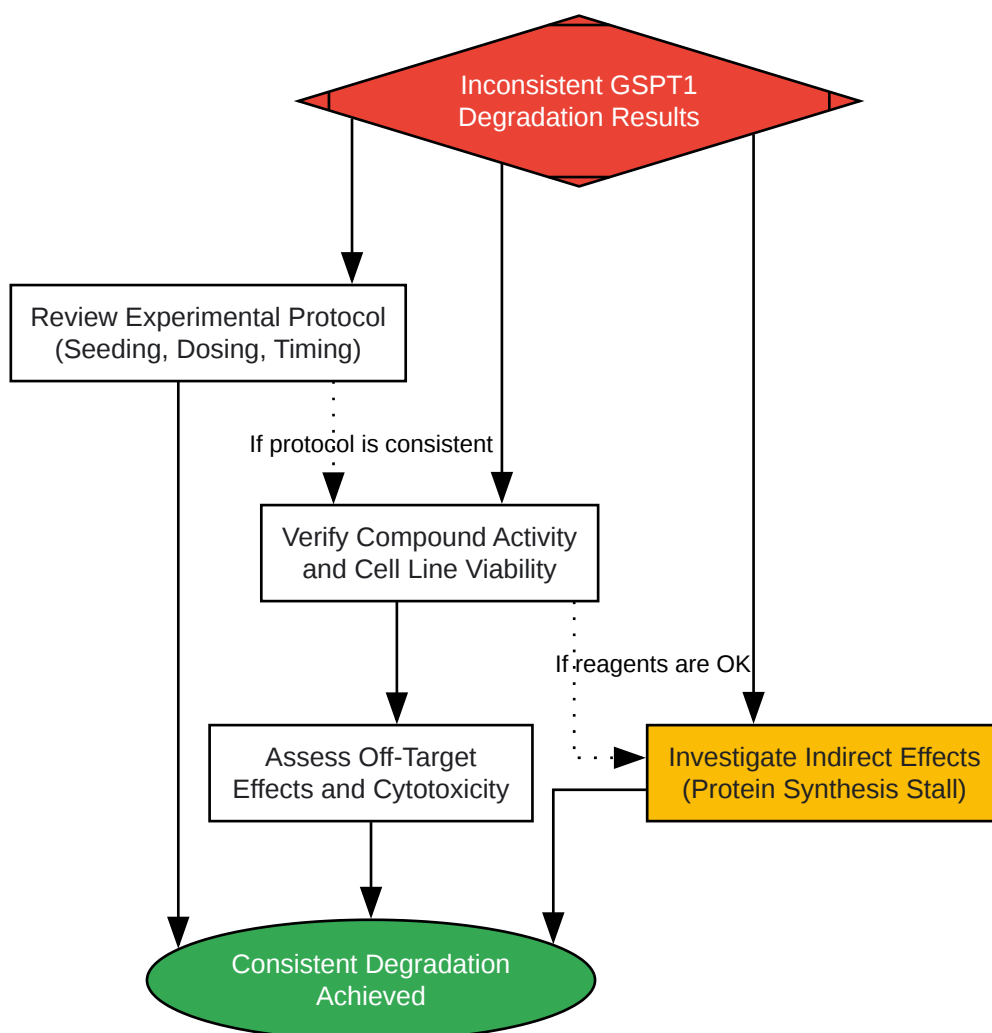 Inconsistent GSPT1
Degradation Results
Review Experimental Protocol
(Seeding, Dosing, Timing)
If protocol is consistent
Verify Compound Activity
and Cell Line Viability
If reagents are OK
Assess Off-Target
Effects and Cytotoxicity
Investigate Indirect Effects
(Protein Synthesis Stall)
Consistent Degradation
Achieved